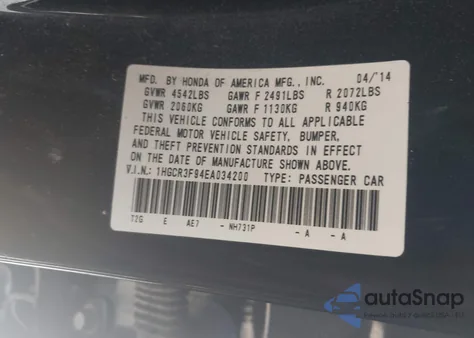 MFD. BY HONDA OF AMERICA MFG., INC. 04/'14
GVWR 4542LBS GAWR F 2491LBS R 2072LBS
GVWR 2060KG GAWR F 1130KG R 940KG
THIS VEHICLE CONFORMS TO ALL APPLICABLE
FEDERAL MOTOR VEHICLE SAFETY, BUMPER,
AND THEFT PREVENTION STANDARDS IN EFFECT
ON THE DATE OF MANUFACTURE SHOWN ABOVE.
V.I.N.: 1HGCR3F94EA034200 TYPE: PASSENGER CAR
T2G E AE7 - NH731P - A - A
autoSnap